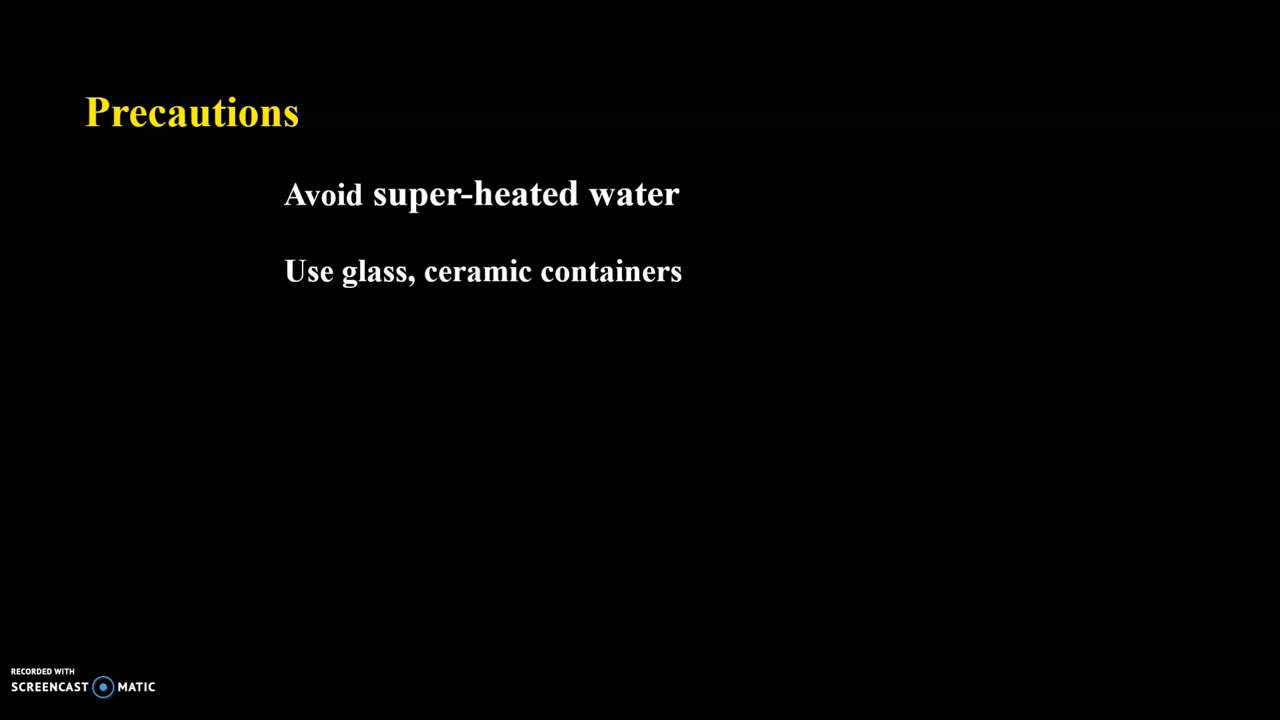 Precautions
Avoid super-heated water
Use glass, ceramic containers
RECORDED WITH
SCREENCAST MATIC